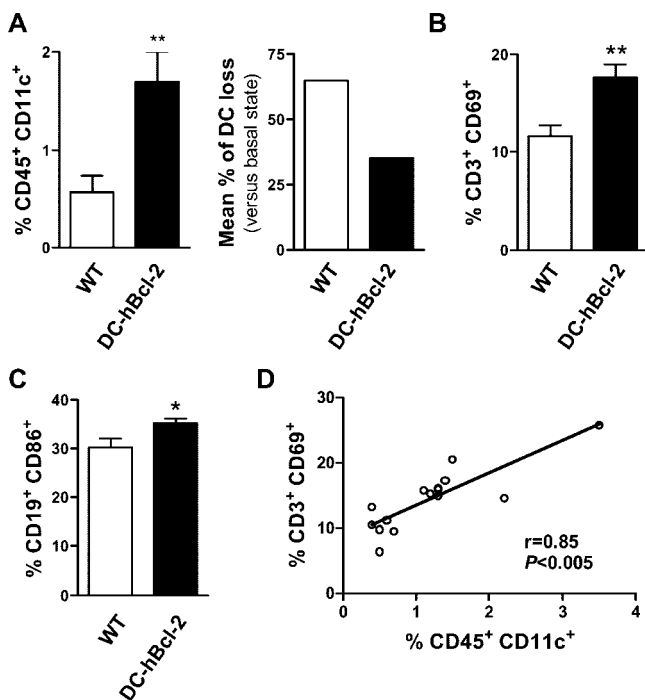 A
% CD45+ CD11c+
2
1
0
**
WT
DC-hBcl-2
Mean % of DC loss
(versus basal state)
75
50
25
0
WT
DC-hBcl-2
B
% CD3+ CD69+
20
10
0
**
WT
DC-hBcl-2
C
% CD19+ CD86+
40
30
20
10
0
*
WT
DC-hBcl-2
D
% CD3+ CD69+
30
20
10
0
r=0.85
P<0.005
0 1 2 3 4
% CD45+ CD11c+